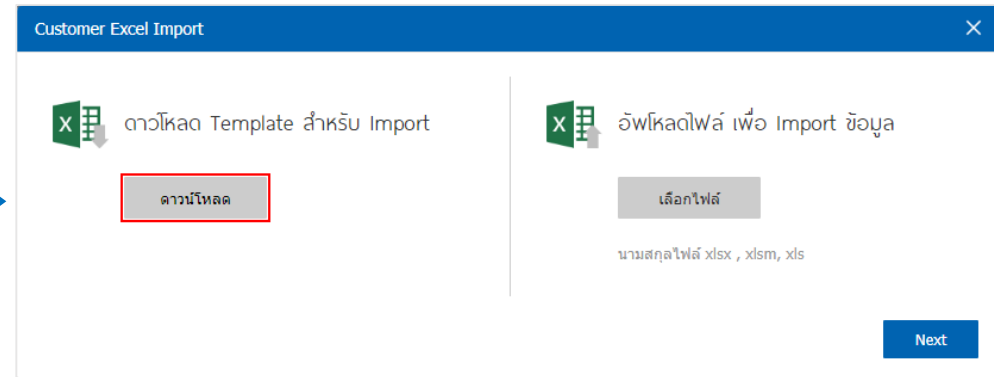 Customer Excel Import
ดาวโหลด Template สำหรับ Import
ดาวน์โหลด
อัพโหลดไฟล์ เพื่อ Import ข้อมูล
เลือกไฟล์
นามสกุลไฟล์ xlsx , xlsm, xls
Next